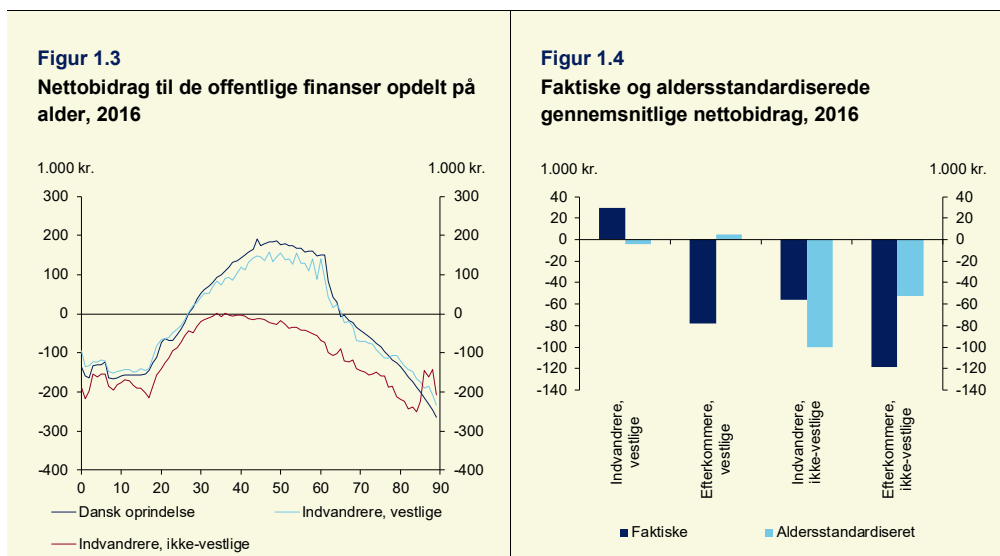 Figur 1.3
Nettobidrag til de offentlige finanser opdelt på
alder, 2016
1.000 kr. 1.000 kr.
300 300
200 200
100 100
0 0
-100 -100
-200 -200
-300 -300
-400 -400
0 10 20 30 40 50 60 70 80 90
Dansk oprindelse Indvandrere, vestlige
Indvandrere, ikke-vestlige
Figur 1.4
Faktiske og aldersstandardiserede
gennemsnitlige nettobidrag, 2016
1.000 kr. 1.000 kr.
40 40
20 20
0 0
-20 -20
-40 -40
-60 -60
-80 -80
-100 -100
-120 -120
-140 -140
Indvandrere,
vestlige
Efterkommere,
vestlige
Indvandrere,
ikke-vestlige
Efterkommere,
ikke-vestlige
Faktiske Aldersstandardiseret